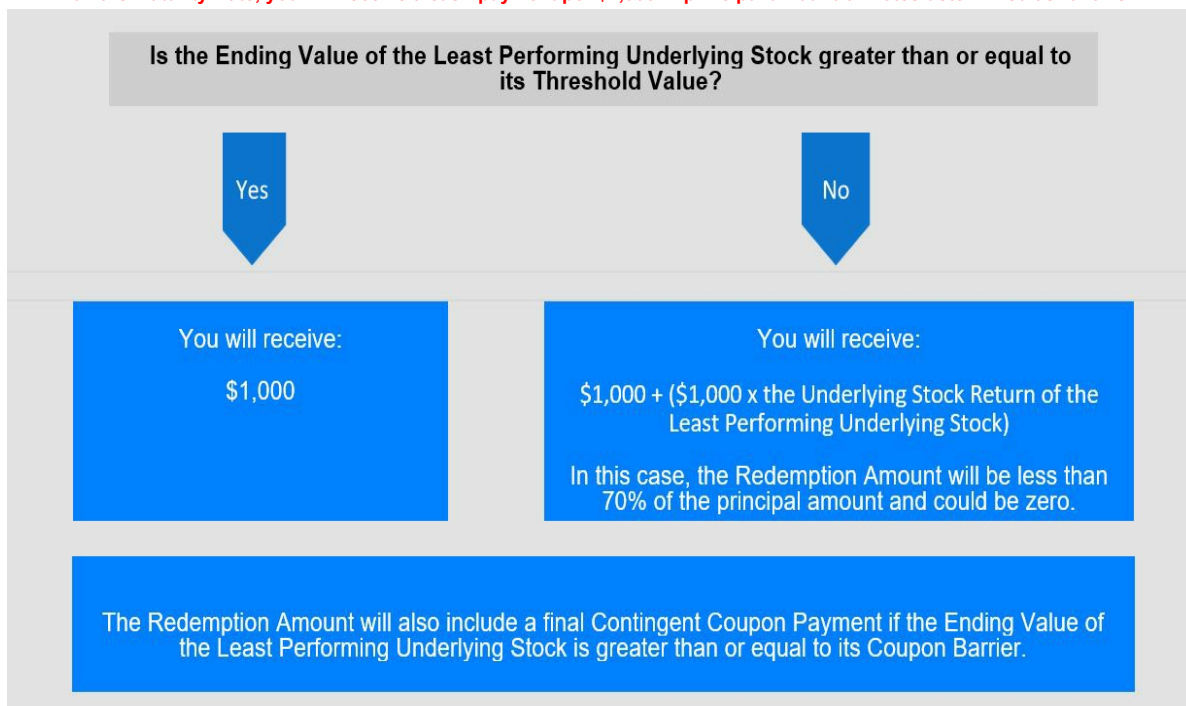 Is the Ending Value of the Least Performing Underlying Stock greater than or equal to
its Threshold Value?
Yes
No
You will receive:
$1,000
You will receive:
$1,000 + ($1,000 x the Underlying Stock Return of the
Least Performing Underlying Stock)
In this case, the Redemption Amount will be less than
70% of the principal amount and could be zero.
The Redemption Amount will also include a final Contingent Coupon Payment if the Ending Value of
the Least Performing Underlying Stock is greater than or equal to its Coupon Barrier.